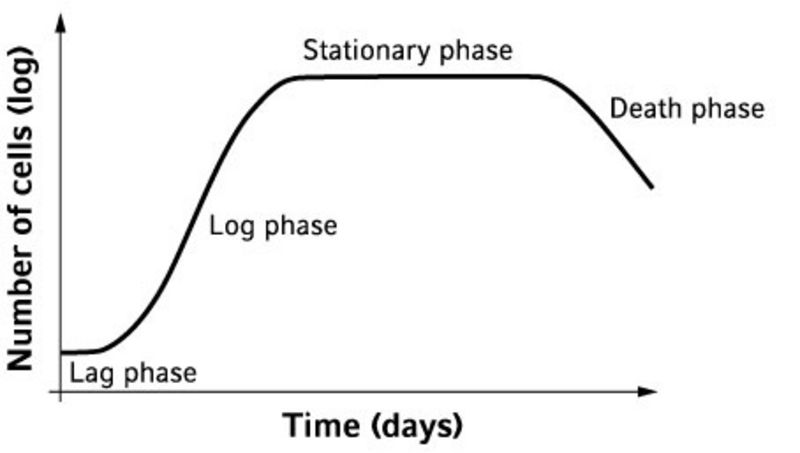 Stationary phase
Death phase
Number of cells (log)
Log phase
Lag phase
Time (days)